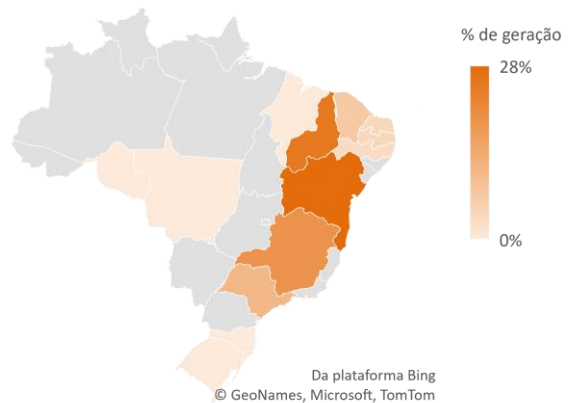 % de geração
28%
0%
Da plataforma Bing
© GeoNames, Microsoft, TomTom